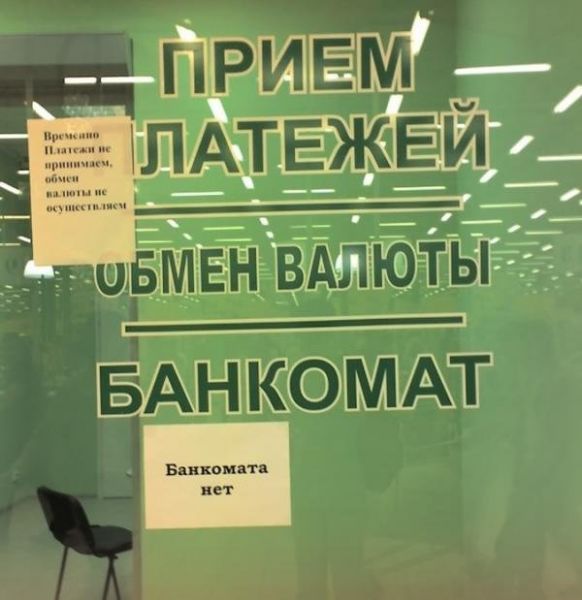 ПРИЕМ
ПЛАТЕЖЕЙ
Временно
Платежи не
принимаем,
обмен
валюты не
осуществляем
ОБМЕН ВАЛЮТЫ
БАНКОМАТ
Банкомата
нет